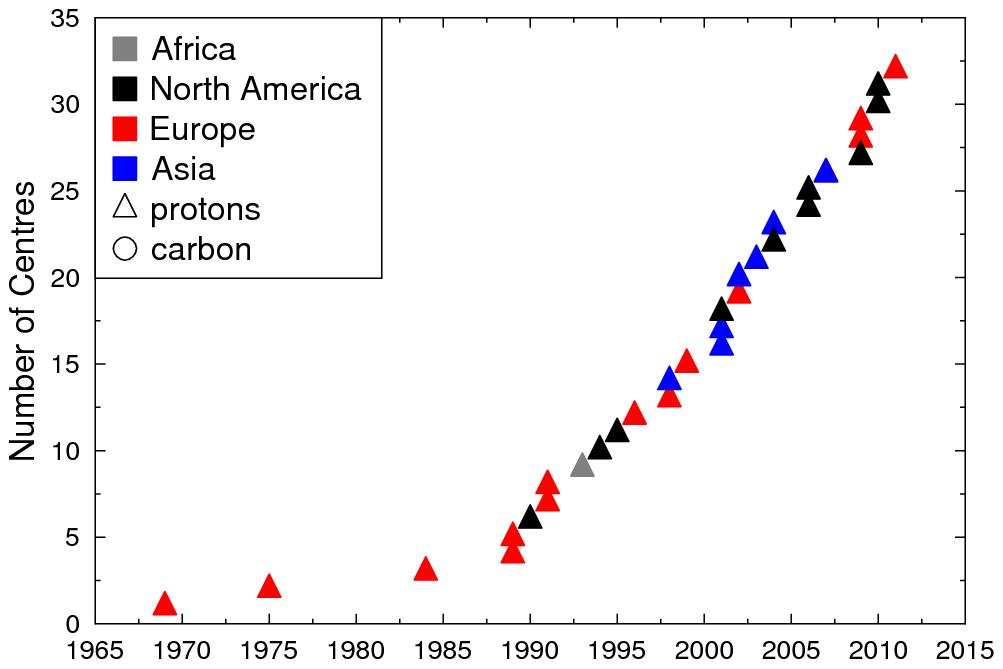 35
30
25
20
15
10
5
0
Number of Centres
Africa
North America
Europe
Asia
protons
carbon
1965 1970 1975 1980 1985 1990 1995 2000 2005 2010 2015